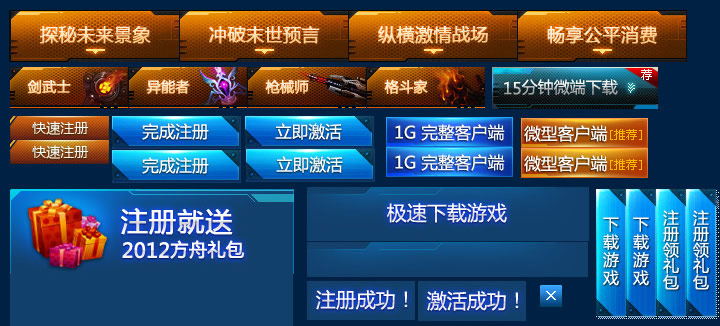 探秘未来景象
冲破末世预言
纵横激情战场
畅享公平消费
剑武士
异能者
枪械师
格斗家
15分钟微端下载
荐
快速注册
完成注册
立即激活
1G 完整客户端
微型客户端[推荐]
快速注册
完成注册
立即激活
1G 完整客户端
微型客户端[推荐]
注册就送
2012方舟礼包
极速下载游戏
注册成功！
激活成功！
下载游戏
下载游戏
注册领礼包
注册领礼包